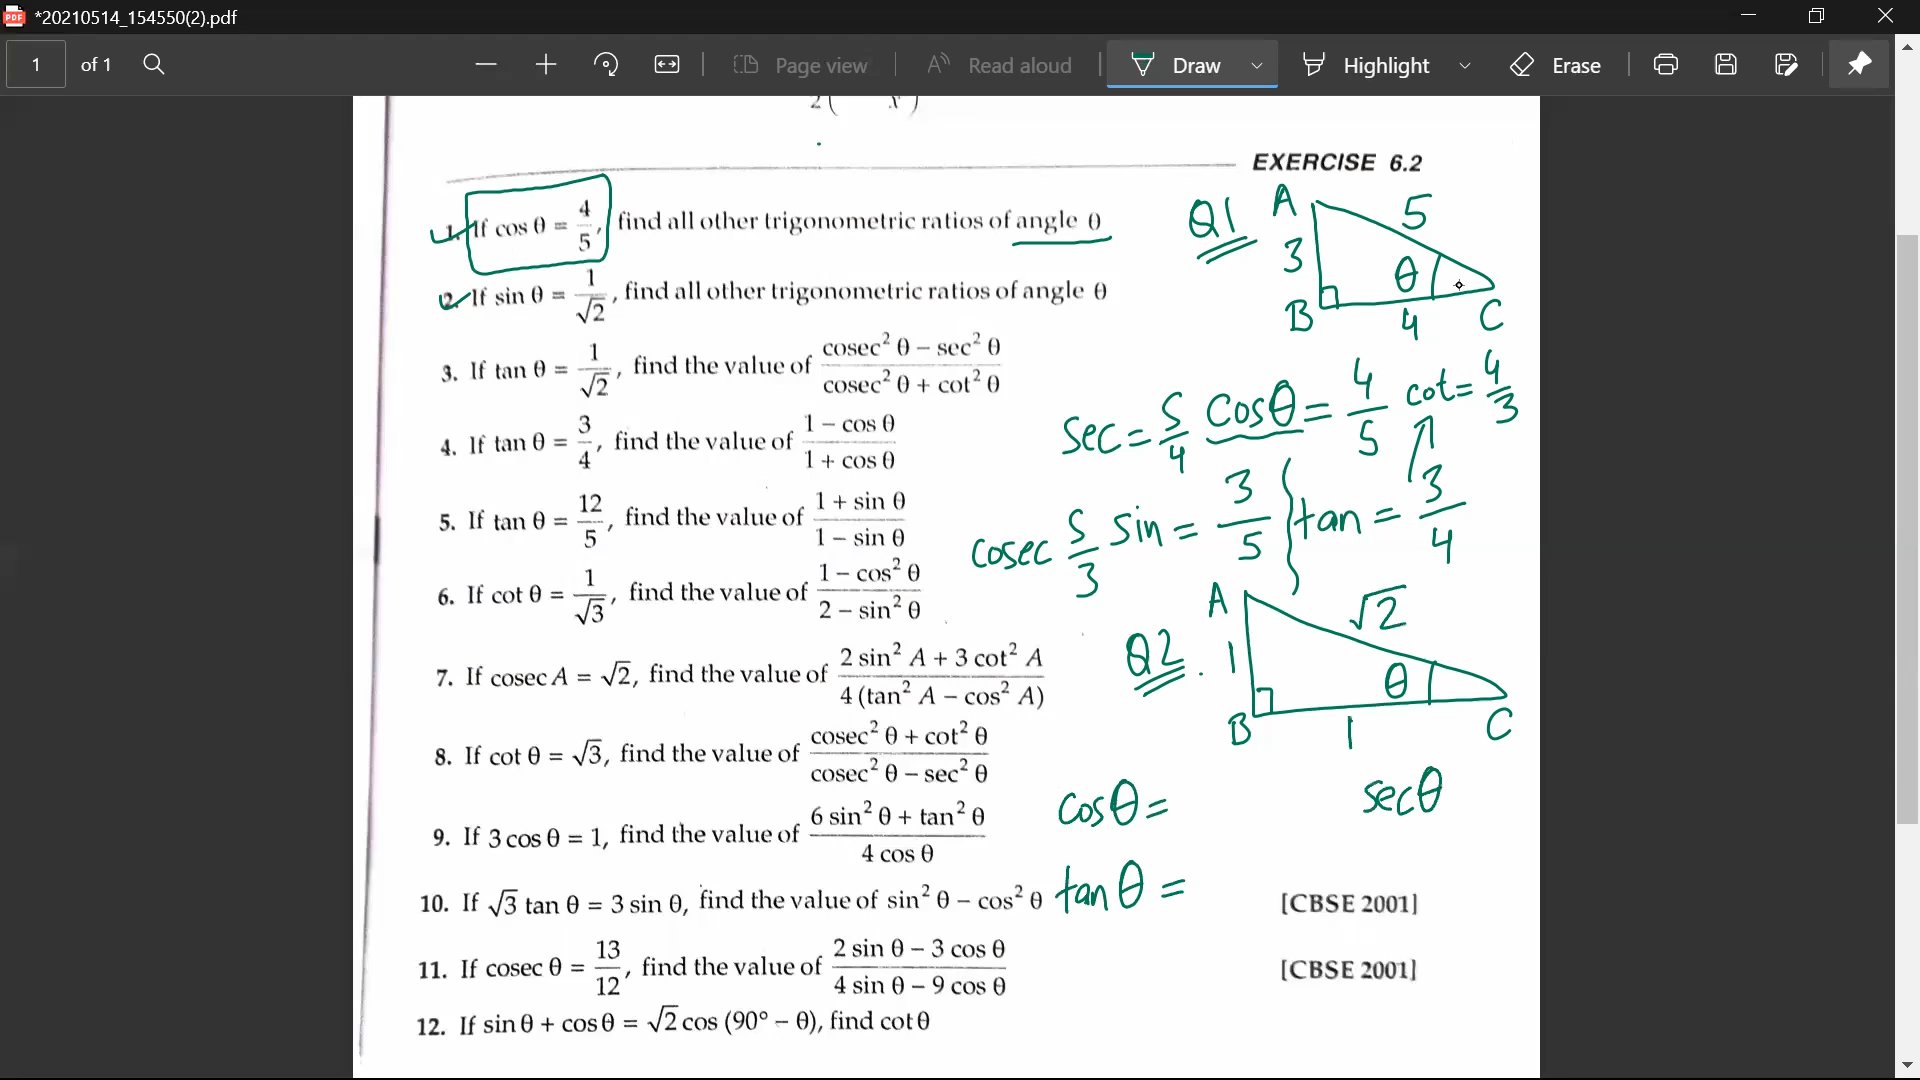 *20210514_154550(2).pdf
1 of 1 Page view Read aloud Draw Highlight Erase
EXERCISE 6.2
1. If cos θ = 4/5, find all other trigonometric ratios of angle θ
2. If sin θ = 1/√2, find all other trigonometric ratios of angle θ
3. If tan θ = 1/√2, find the value of (cosec² θ – sec² θ)/(cosec² θ + cot² θ)
4. If tan θ = 3/4, find the value of (1 – cos θ)/(1 + cos θ)
5. If tan θ = 12/5, find the value of (1 + sin θ)/(1 – sin θ)
6. If cot θ = 1/√3, find the value of (1 – cos² θ)/(2 – sin² θ)
7. If cosec A = √2, find the value of (2 sin² A + 3 cot² A)/(4 (tan² A – cos² A))
8. If cot θ = √3, find the value of (cosec² θ + cot² θ)/(cosec² θ – sec² θ)
9. If 3 cos θ = 1, find the value of (6 sin² θ + tan² θ)/(4 cos θ)
10. If √3 tan θ = 3 sin θ, find the value of sin² θ – cos² θ [CBSE 2001]
11. If cosec θ = 13/12, find the value of (2 sin θ – 3 cos θ)/(4 sin θ – 9 cos θ) [CBSE 2001]
12. If sin θ + cos θ = √2 cos (90° – θ), find cot θ
Q1
A 5
3 θ
B 4 C
sec = 5/4 cosθ = 4/5 cot = 4/3
cosec 5/3 sin = 3/5 tan = 3/4
Q2
A √2
1 θ
B 1 C
cosθ = secθ
tanθ =